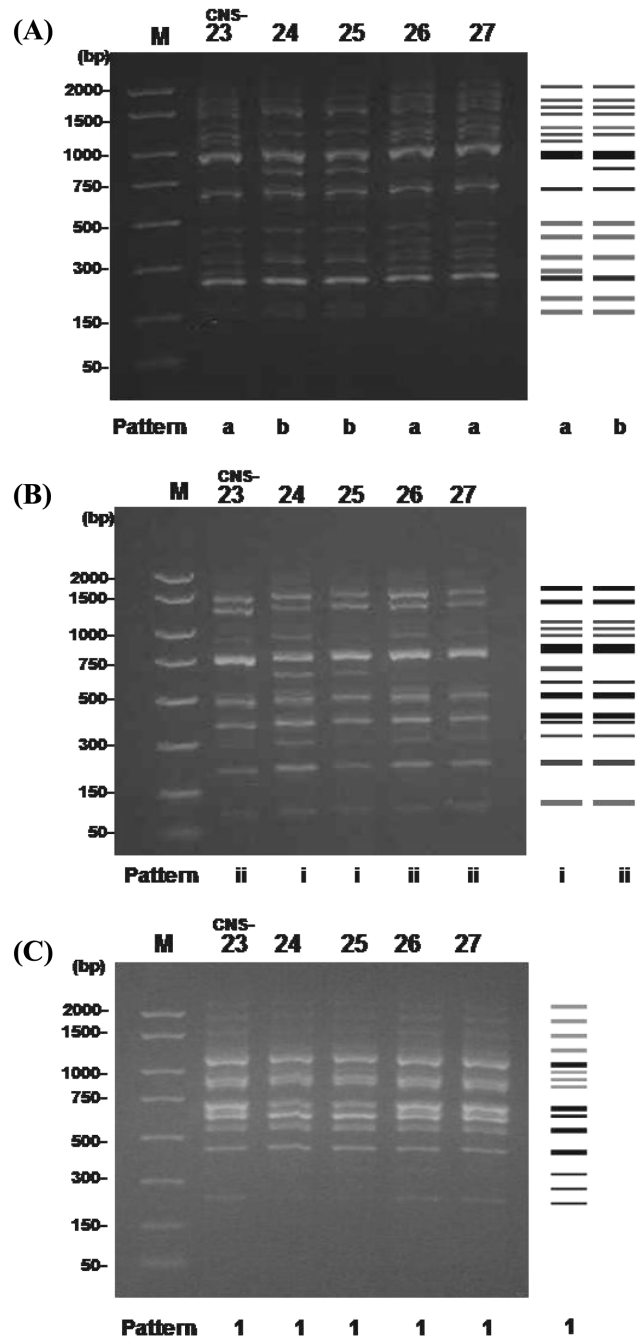 (A)
CNS-
M 23 24 25 26 27
(bp)
2000-
1500-
1000-
750-
500-
300-
150-
50-
Pattern a b b a a a b
(B)
CNS-
M 23 24 25 26 27
(bp)
2000-
1500-
1000-
750-
500-
300-
150-
50-
Pattern ii i i ii ii i ii
(C)
CNS-
M 23 24 25 26 27
(bp)
2000-
1500-
1000-
750-
500-
300-
150-
50-
Pattern 1 1 1 1 1 1